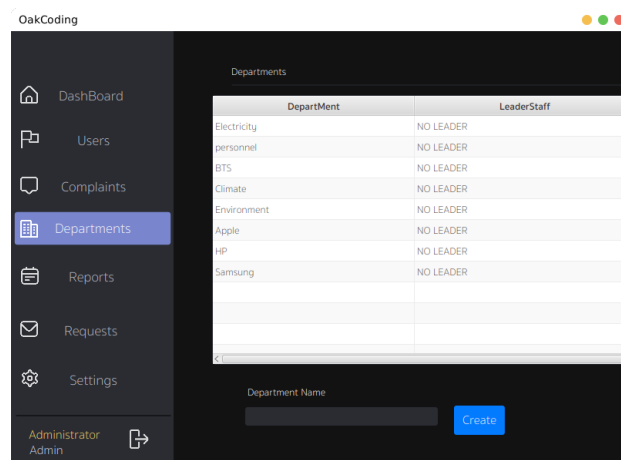 OakCoding
Departments
DashBoard
Users
Complaints
Departments
Reports
Requests
Settings
Administrator
Admin
DepartMent LeaderStaff
Electricity NO LEADER
personnel NO LEADER
BTS NO LEADER
Climate NO LEADER
Environment NO LEADER
Apple NO LEADER
HP NO LEADER
Samsung NO LEADER
Department Name
Create